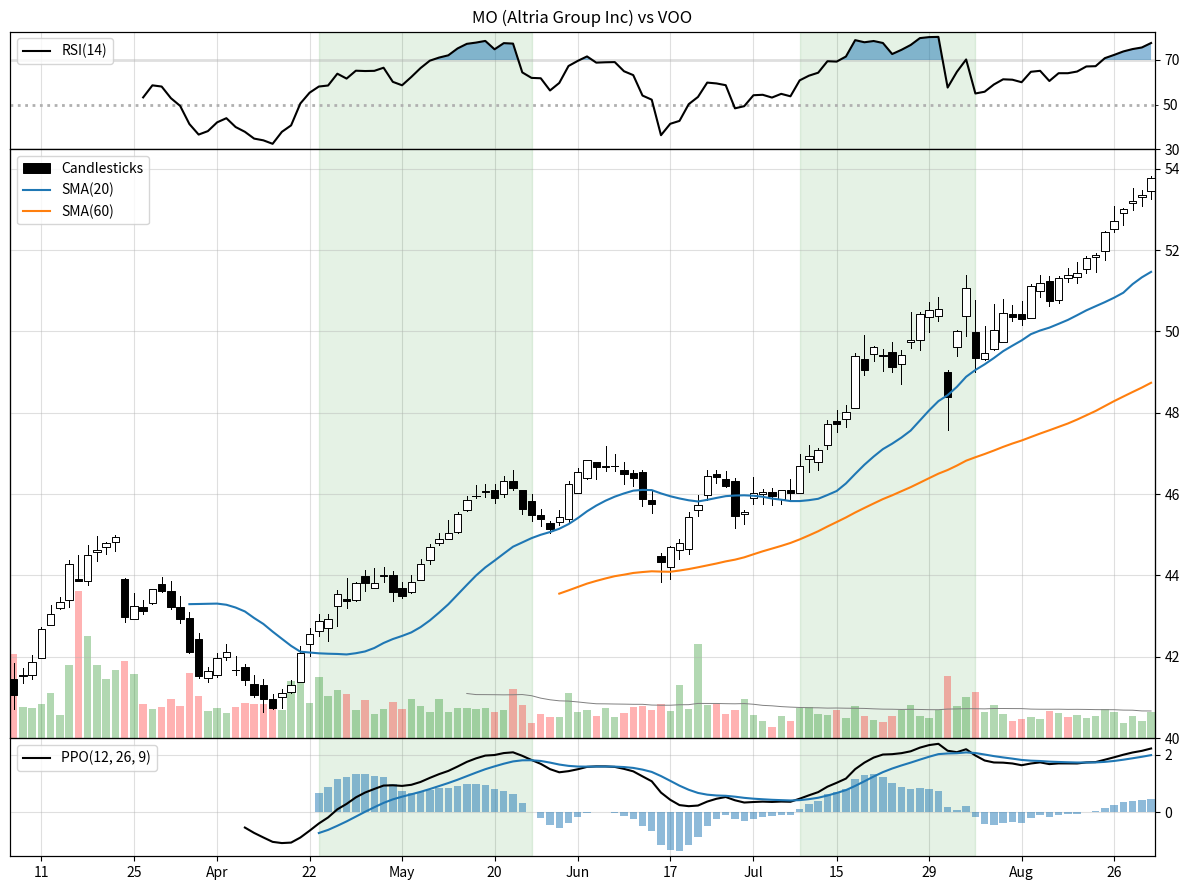 MO (Altria Group Inc) vs VOO
RSI(14)
70
50
30
Candlesticks
SMA(20)
SMA(60)
54
52
50
48
46
44
42
40
PPO(12, 26, 9)
2
0
11 25 Apr 22 May 20 Jun 17 Jul 15 29 Aug 26